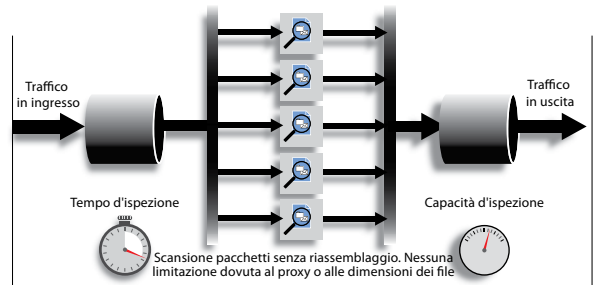 Traffico
in ingresso
Traffico
in uscita
Tempo d'ispezione
Capacità d'ispezione
Scansione pacchetti senza riassemblaggio. Nessuna
limitazione dovuta al proxy o alle dimensioni dei file